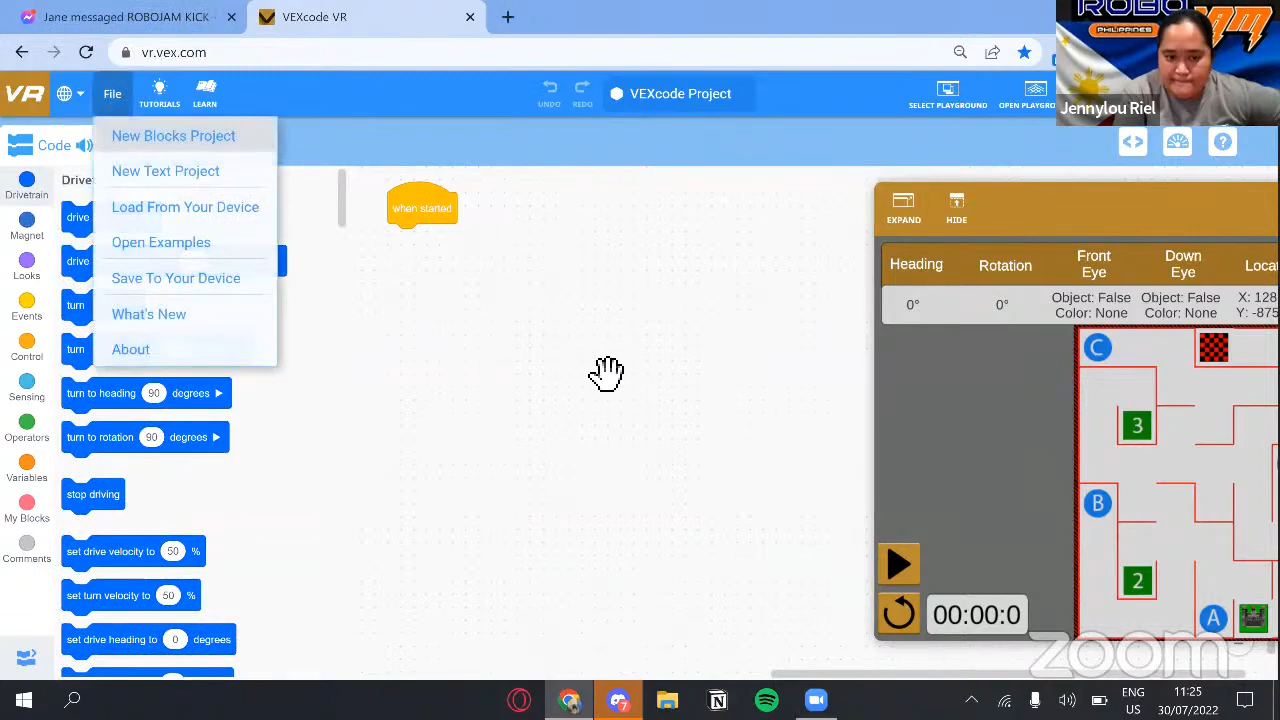 Jane messaged ROBOJAM KICK
VEXcode VR
vr.vex.com
ROBO
PHILIPPINES
Jennylou Riel
VR
File
TUTORIALS
LEARN
UNDO
REDO
VEXcode Project
SELECT PLAYGROUND
OPEN PLAYGRO
Code
New Blocks Project
New Text Project
Load From Your Device
Open Examples
Save To Your Device
What's New
About
Drivetrain
Magnet
Looks
Events
Control
Sensing
Operators
Variables
My Blocks
Comments
drive
drive
turn
turn
turn to heading 90 degrees
turn to rotation 90 degrees
stop driving
set drive velocity to 50 %
set turn velocity to 50 %
set drive heading to 0 degrees
when started
EXPAND
HIDE
Heading
Rotation
Front Eye
Down Eye
Locat
0°
0°
Object: False
Color: None
Object: False
Color: None
X: 128
Y: -875
C
3
B
2
A
00:00:0
zoom
7
ENG
US
11:25
30/07/2022